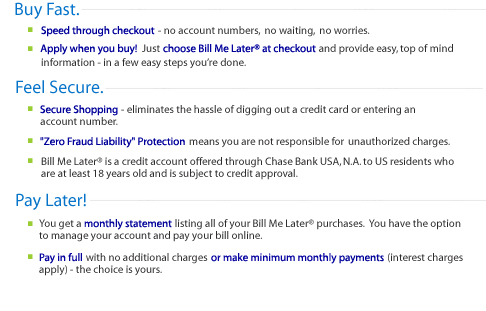 Buy Fast.
Speed through checkout - no account numbers, no waiting, no worries.
Apply when you buy! Just choose Bill Me Later® at checkout and provide easy, top of mind
information - in a few easy steps you're done.
Feel Secure.
Secure Shopping - eliminates the hassle of digging out a credit card or entering an
account number.
"Zero Fraud Liability" Protection means you are not responsible for unauthorized charges.
Bill Me Later® is a credit account offered through Chase Bank USA, N.A. to US residents who
are at least 18 years old and is subject to credit approval.
Pay Later!
You get a monthly statement listing all of your Bill Me Later® purchases. You have the option
to manage your account and pay your bill online.
Pay in full with no additional charges or make minimum monthly payments (interest charges
apply) - the choice is yours.